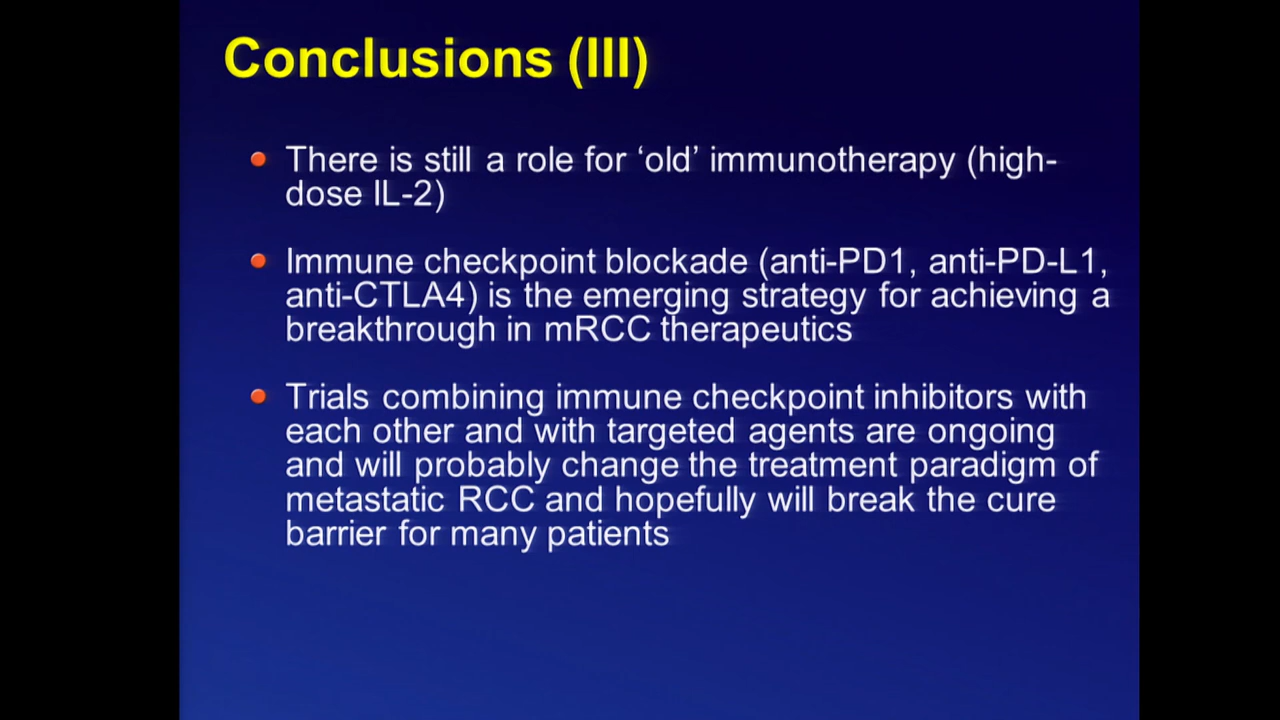 Conclusions (III)
There is still a role for ‘old’ immunotherapy (high-
dose IL-2)
Immune checkpoint blockade (anti-PD1, anti-PD-L1,
anti-CTLA4) is the emerging strategy for achieving a
breakthrough in mRCC therapeutics
Trials combining immune checkpoint inhibitors with
each other and with targeted agents are ongoing
and will probably change the treatment paradigm of
metastatic RCC and hopefully will break the cure
barrier for many patients